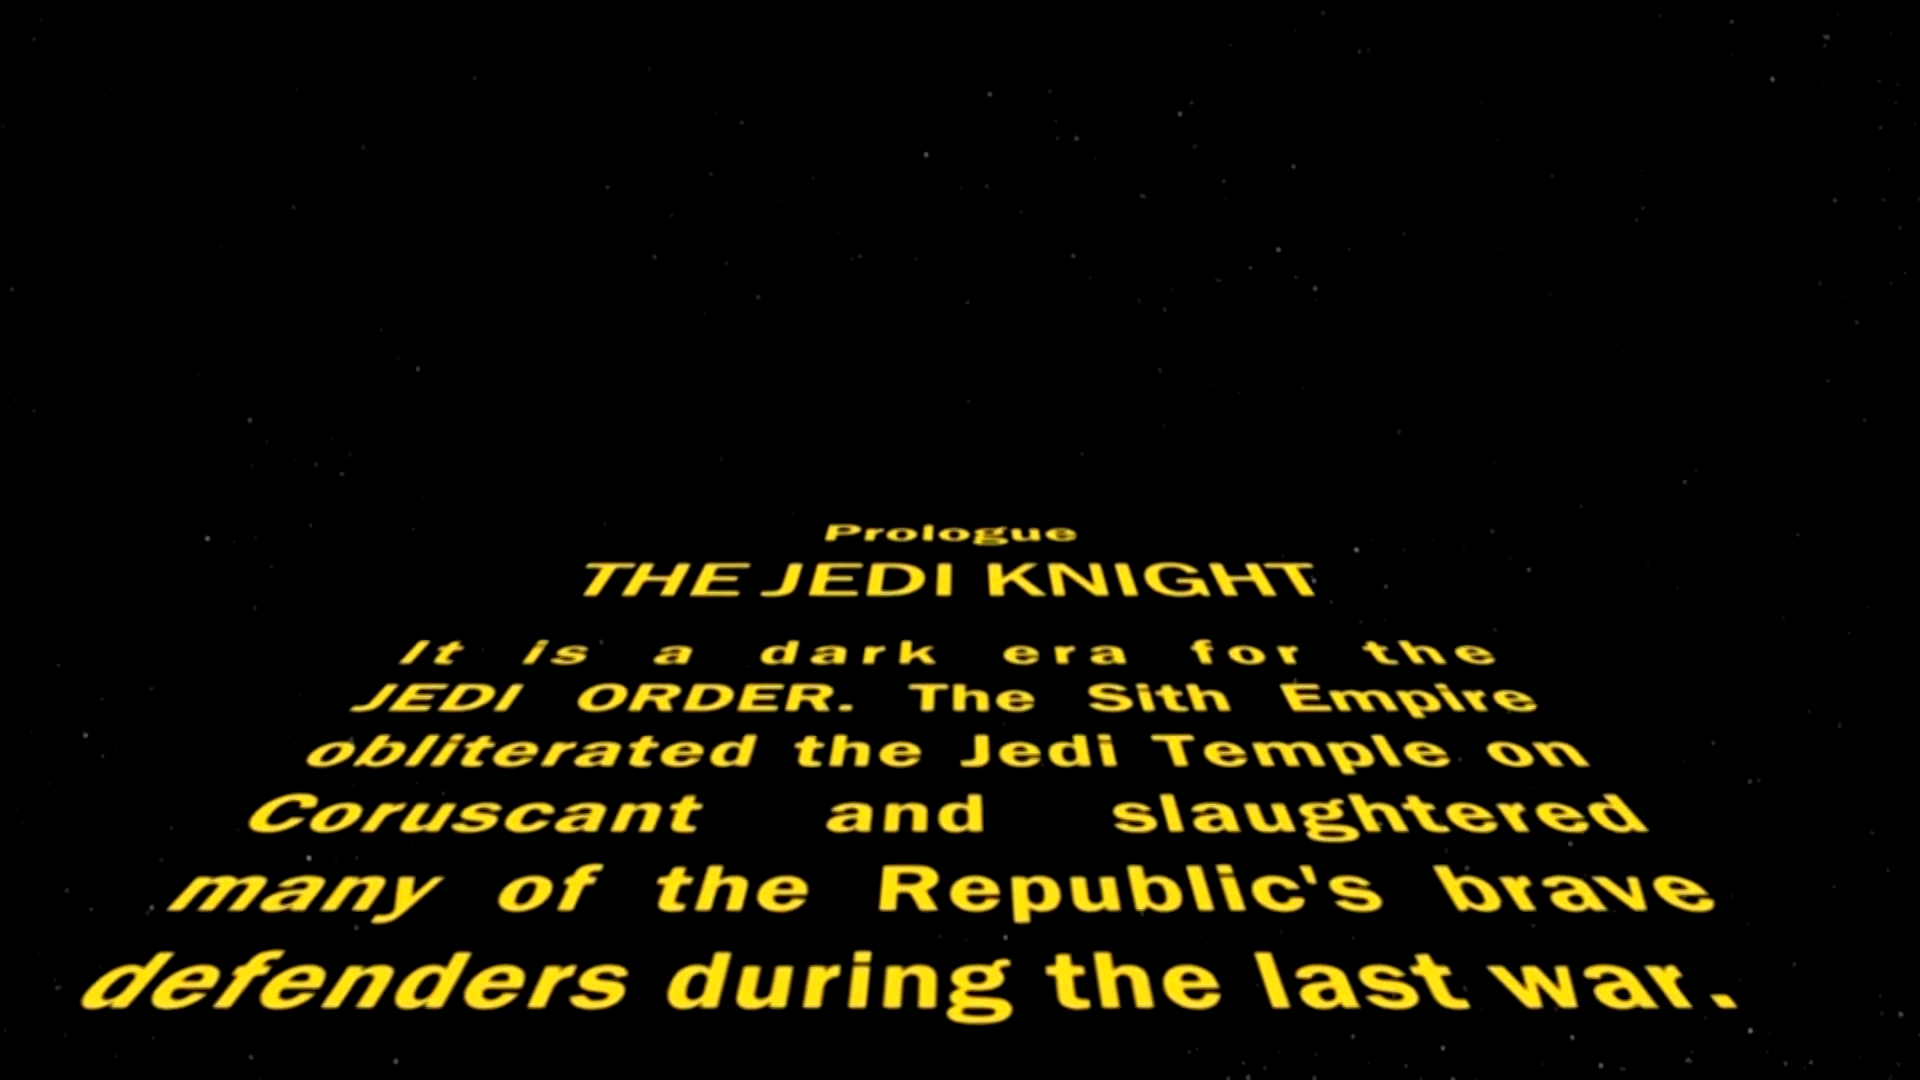 Prologue
THE JEDI KNIGHT
It is a dark era for the
JEDI ORDER. The Sith Empire
obliterated the Jedi Temple on
Coruscant and slaughtered
many of the Republic's brave
defenders during the last war.